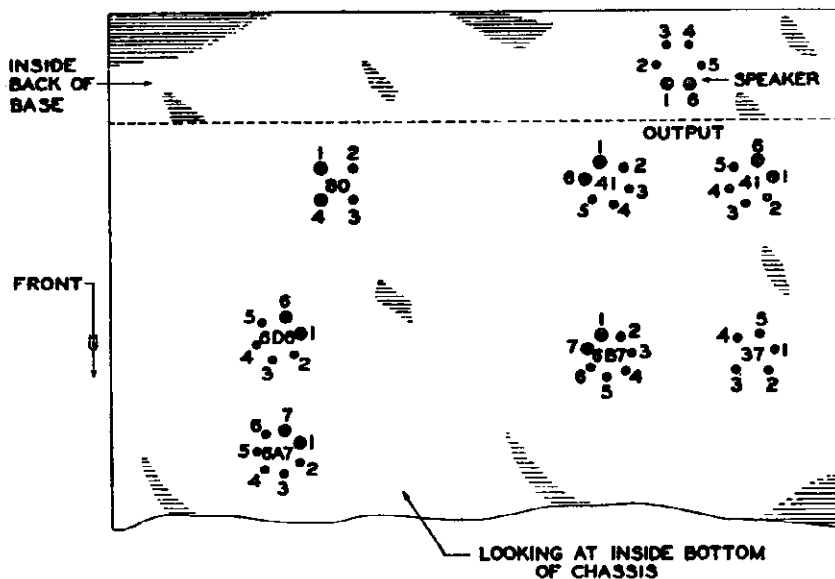 3 4
INSIDE
BACK OF
BASE
2 5
SPEAKER
1 6
OUTPUT
1 2
80
4 3
1
6 2
41 3
5 4
6
5 1
4 41
3 2
FRONT
6
5 1
6D6
4 2
3
1 2
7 6B7 3
6 4
5
5
4
37 1
3 2
7
6 1
5 6A7
4 3 2
LOOKING AT INSIDE BOTTOM
OF CHASSIS